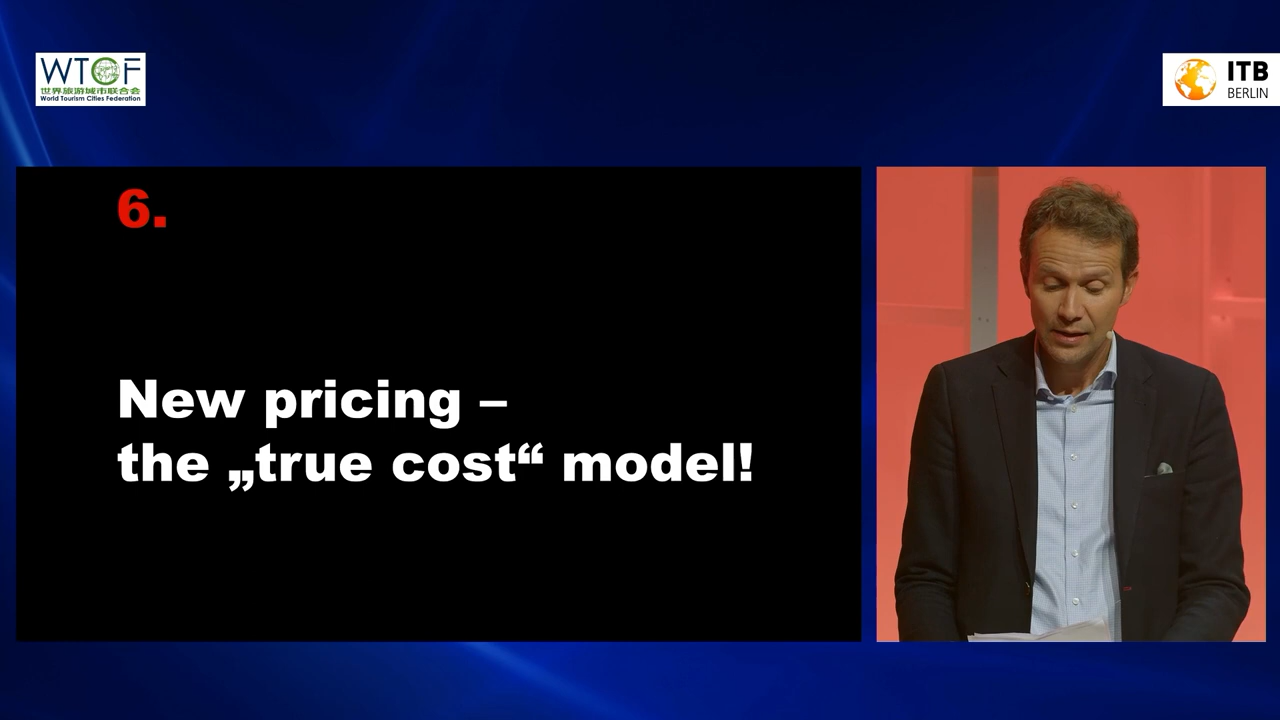 WTCF
世界旅游城市联合会
World Tourism Cities Federation
ITB
BERLIN
6.
New pricing –
the „true cost“ model!